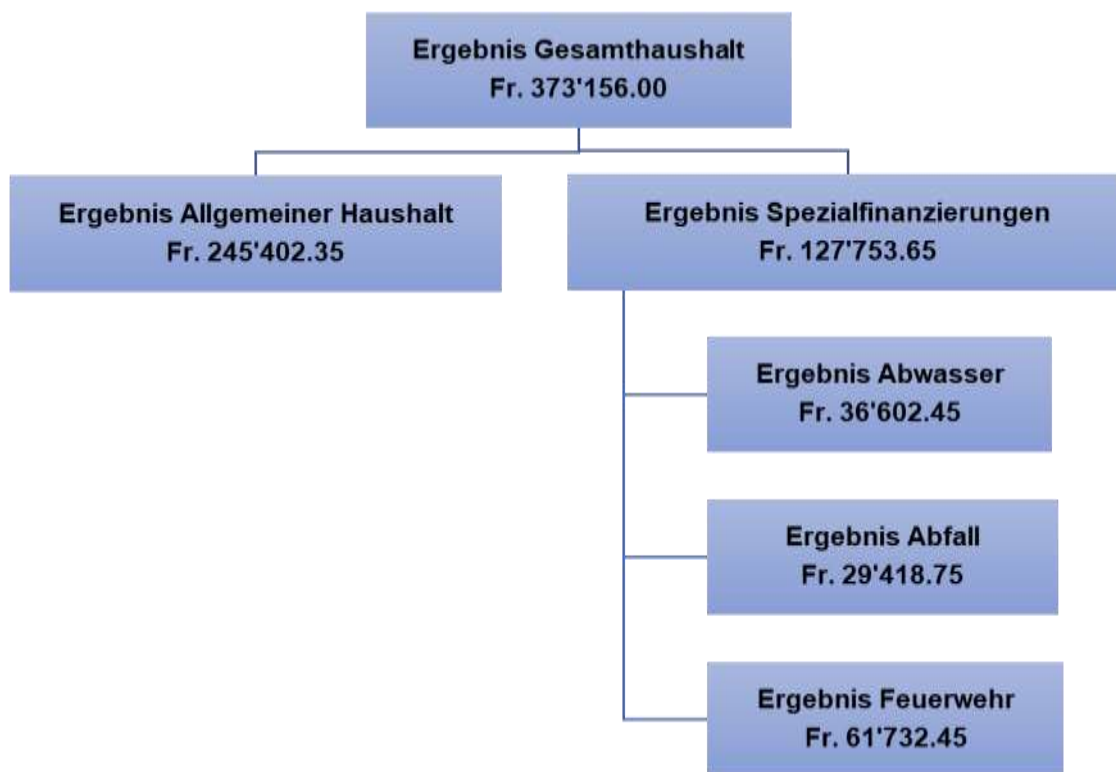 Ergebnis Gesamthaushalt
Fr. 373'156.00
Ergebnis Allgemeiner Haushalt
Fr. 245'402.35
Ergebnis Spezialfinanzierungen
Fr. 127'753.65
Ergebnis Abwasser
Fr. 36'602.45
Ergebnis Abfall
Fr. 29'418.75
Ergebnis Feuerwehr
Fr. 61'732.45